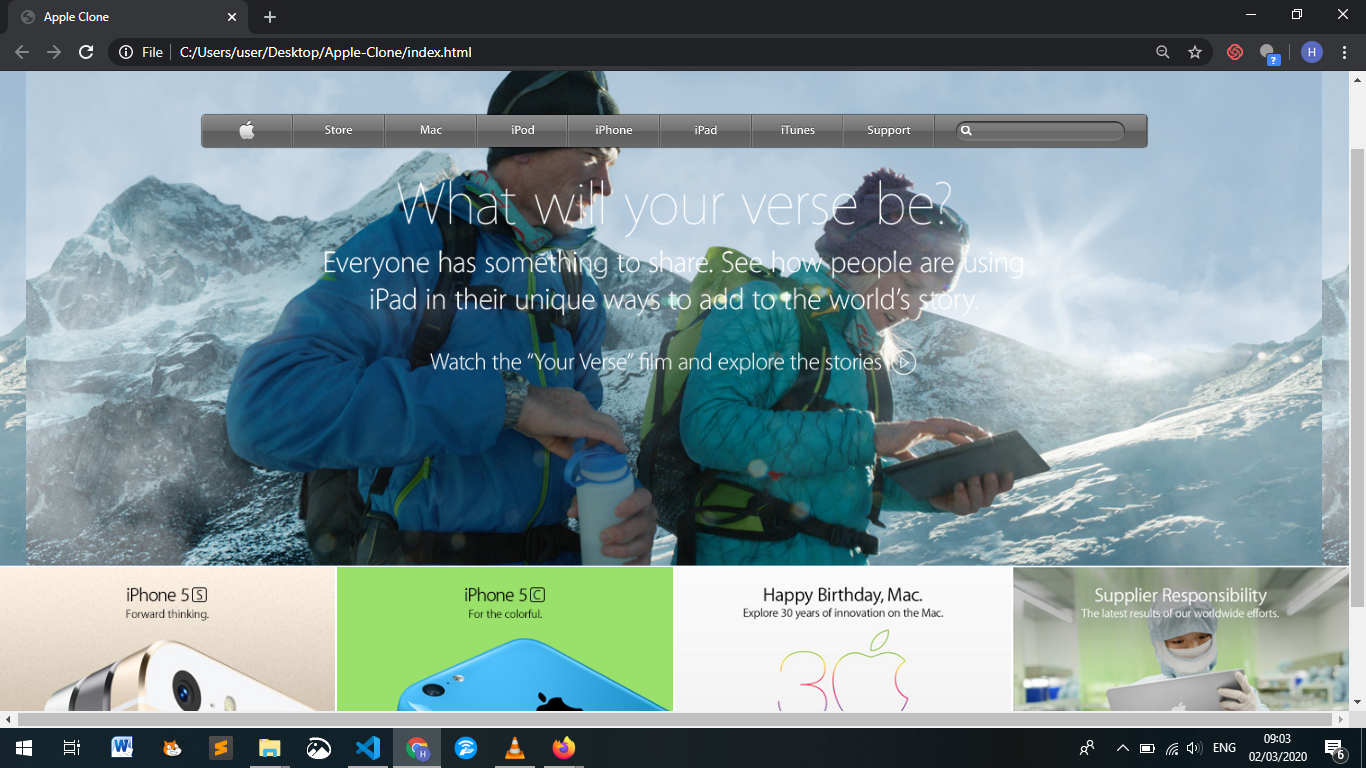 Apple Clone
File
C:/Users/user/Desktop/Apple-Clone/index.html
H
?
Store
Mac
iPod
iPhone
iPad
iTunes
Support
What will your verse be?
Everyone has something to share. See how people are using
iPad in their unique ways to add to the world's story.
Watch the “Your Verse” film and explore the stories
iPhone 5S
Forward thinking.
iPhone 5C
For the colorful.
Happy Birthday, Mac.
Explore 30 years of innovation on the Mac.
30
Supplier Responsibility
The latest results of our worldwide efforts.
W
H
ENG
09:03
02/03/2020
6